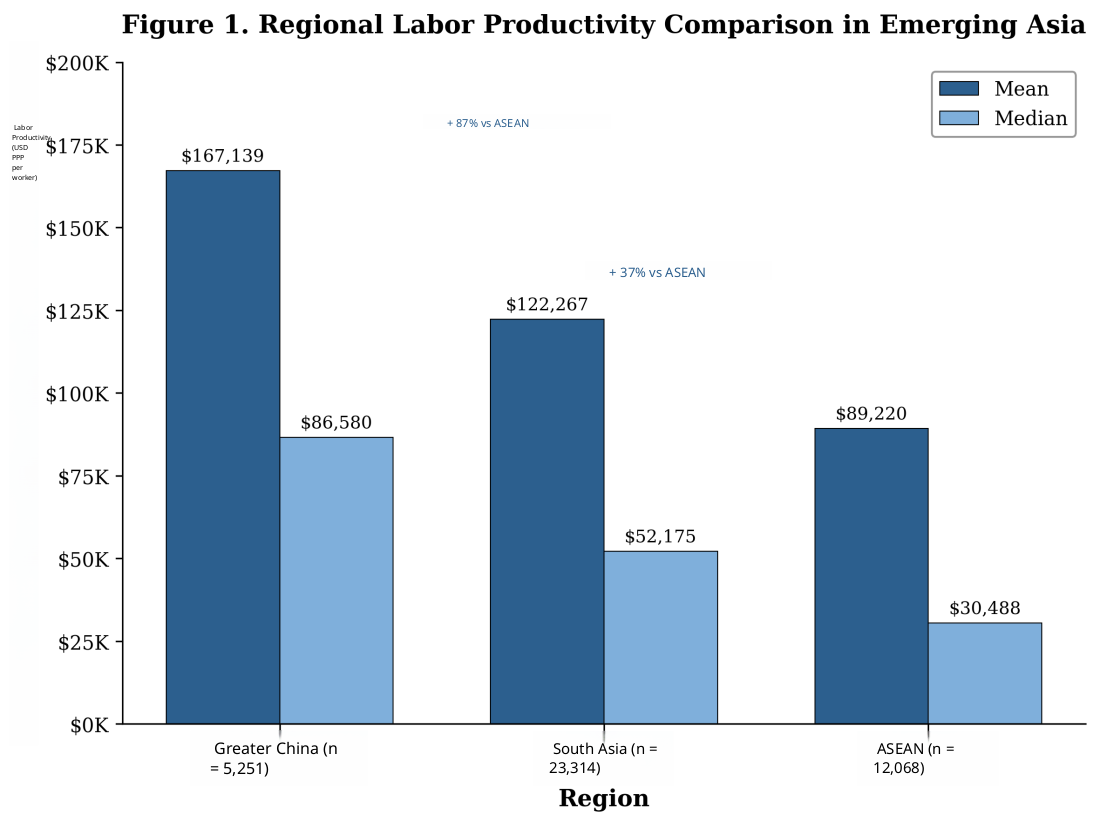 Figure 1. Regional Labor Productivity Comparison in Emerging Asia
$200K
Mean
Median
Labor
Productivity
(USD
PPP
per
worker)
+ 87% vs ASEAN
$175K
$167,139
$150K
+ 37% vs ASEAN
$125K
$122,267
$100K
$86,580
$89,220
$75K
$52,175
$50K
$30,488
$25K
$0K
Greater China (n
= 5,251)
South Asia (n =
23,314)
ASEAN (n =
12,068)
Region